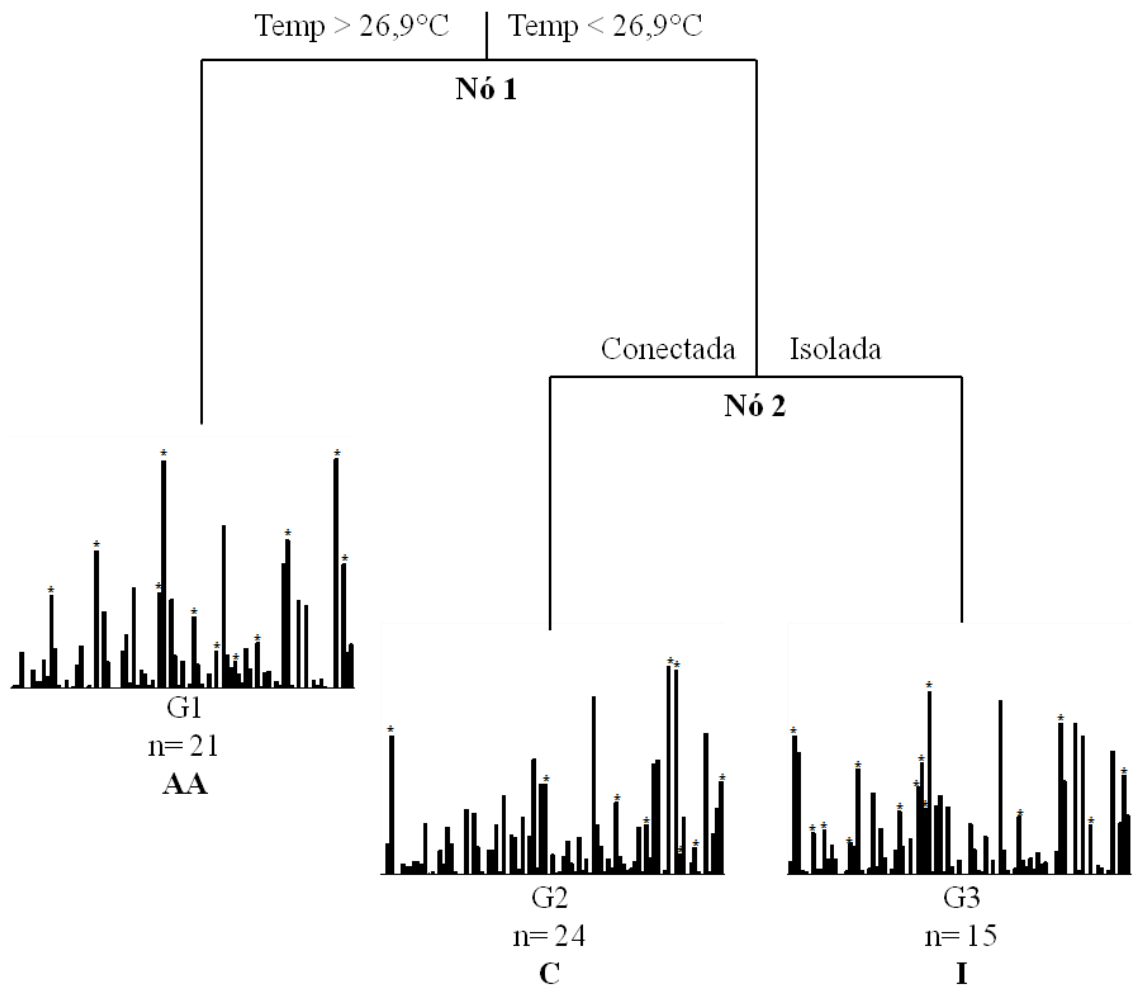 Temp > 26,9°C Temp < 26,9°C
Nó 1
Conectada Isolada
Nó 2
G1
n= 21
AA
G2
n= 24
C
G3
n= 15
I